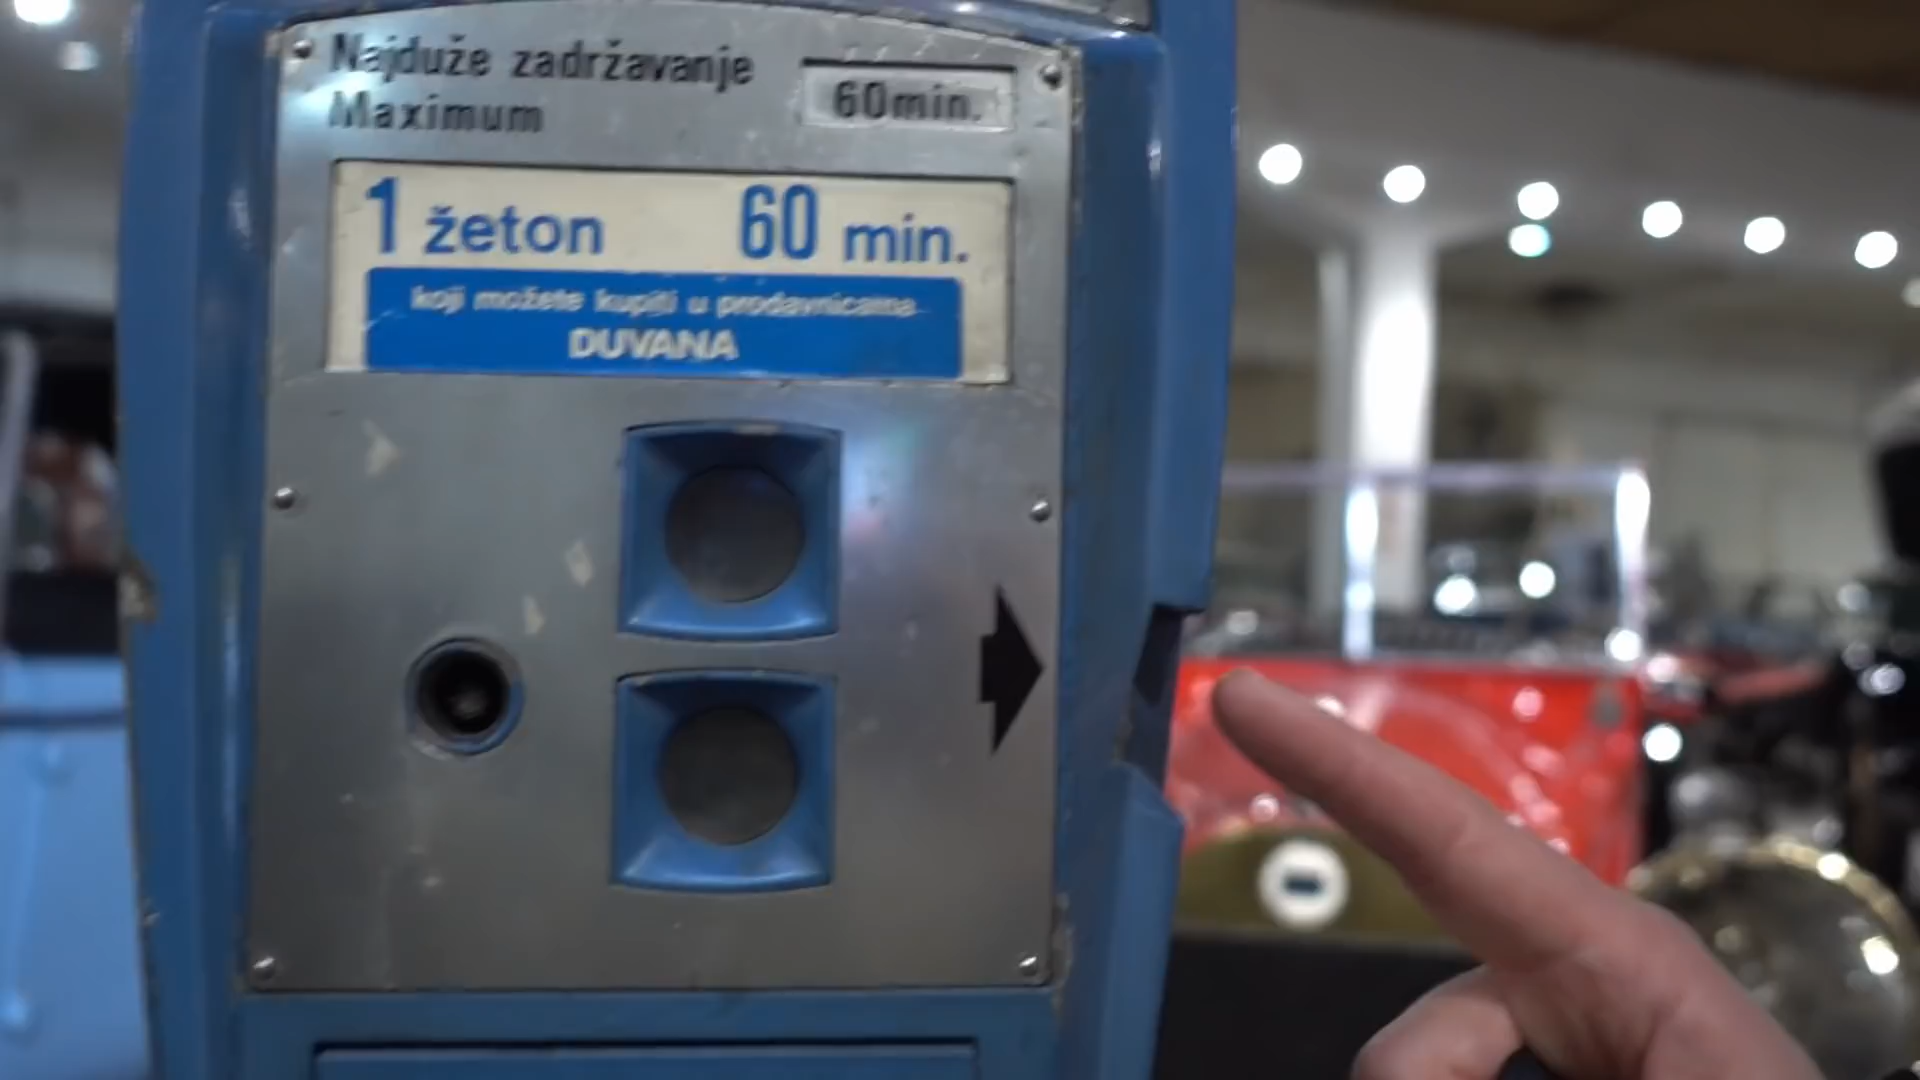 Najduže zadržavanje
Maximum
60min.
1 žeton 60 min.
koji možete kupiti u prodavnicama
DUVANA